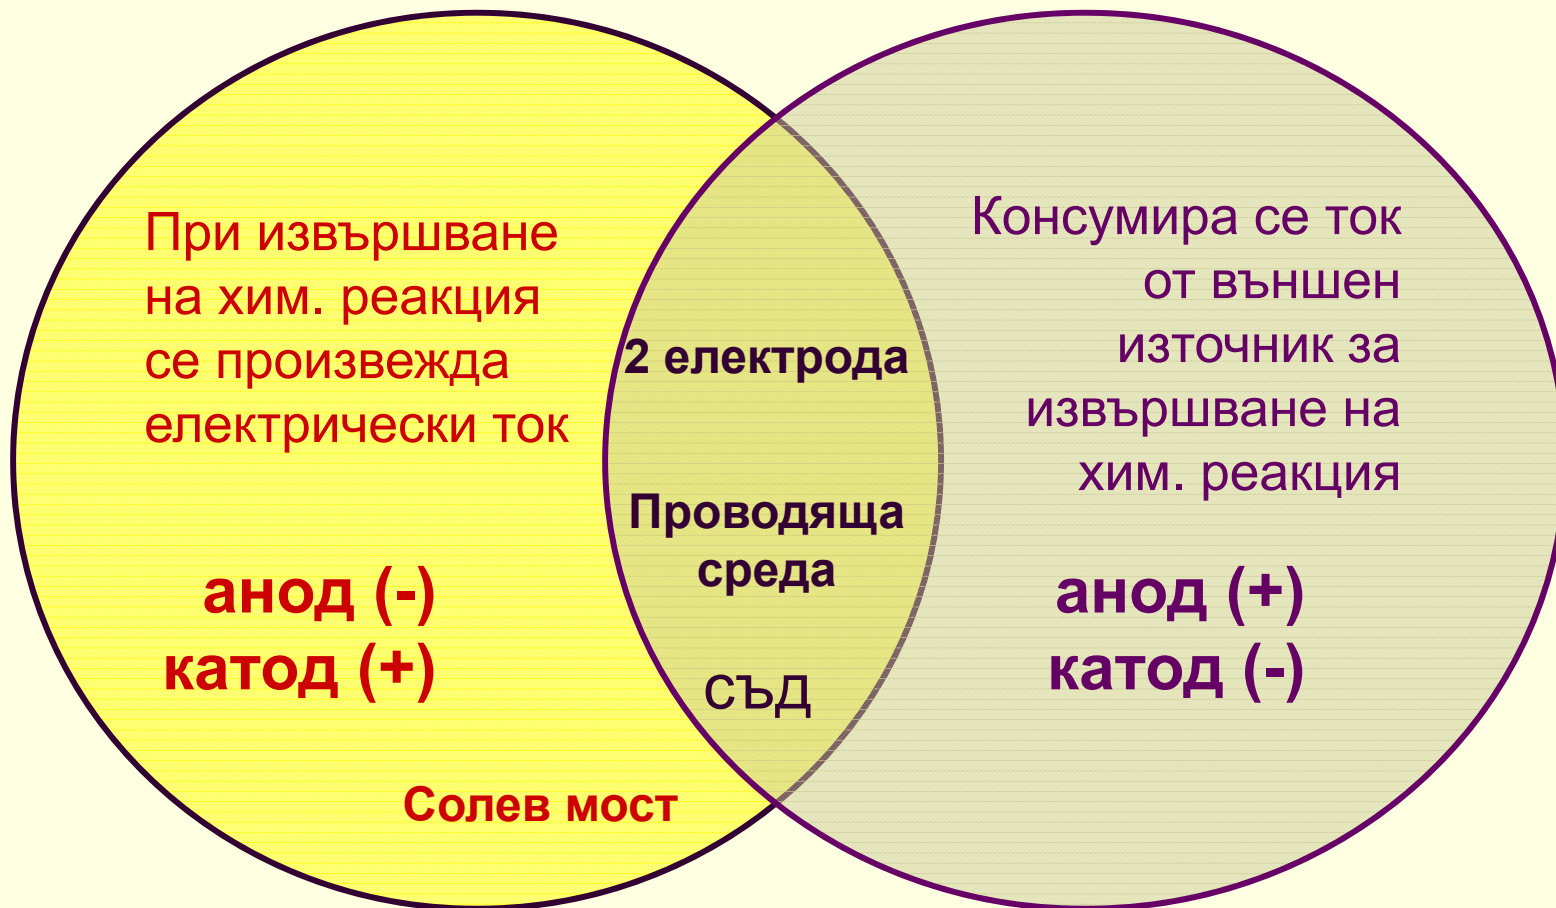 При извършване
на хим. реакция
се произвежда
електрически ток
анод (-)
катод (+)
Солев мост
2 електрода
Проводяща
среда
съд
Консумира се ток
от външен
източник за
извършване на
хим. реакция
анод (+)
катод (-)